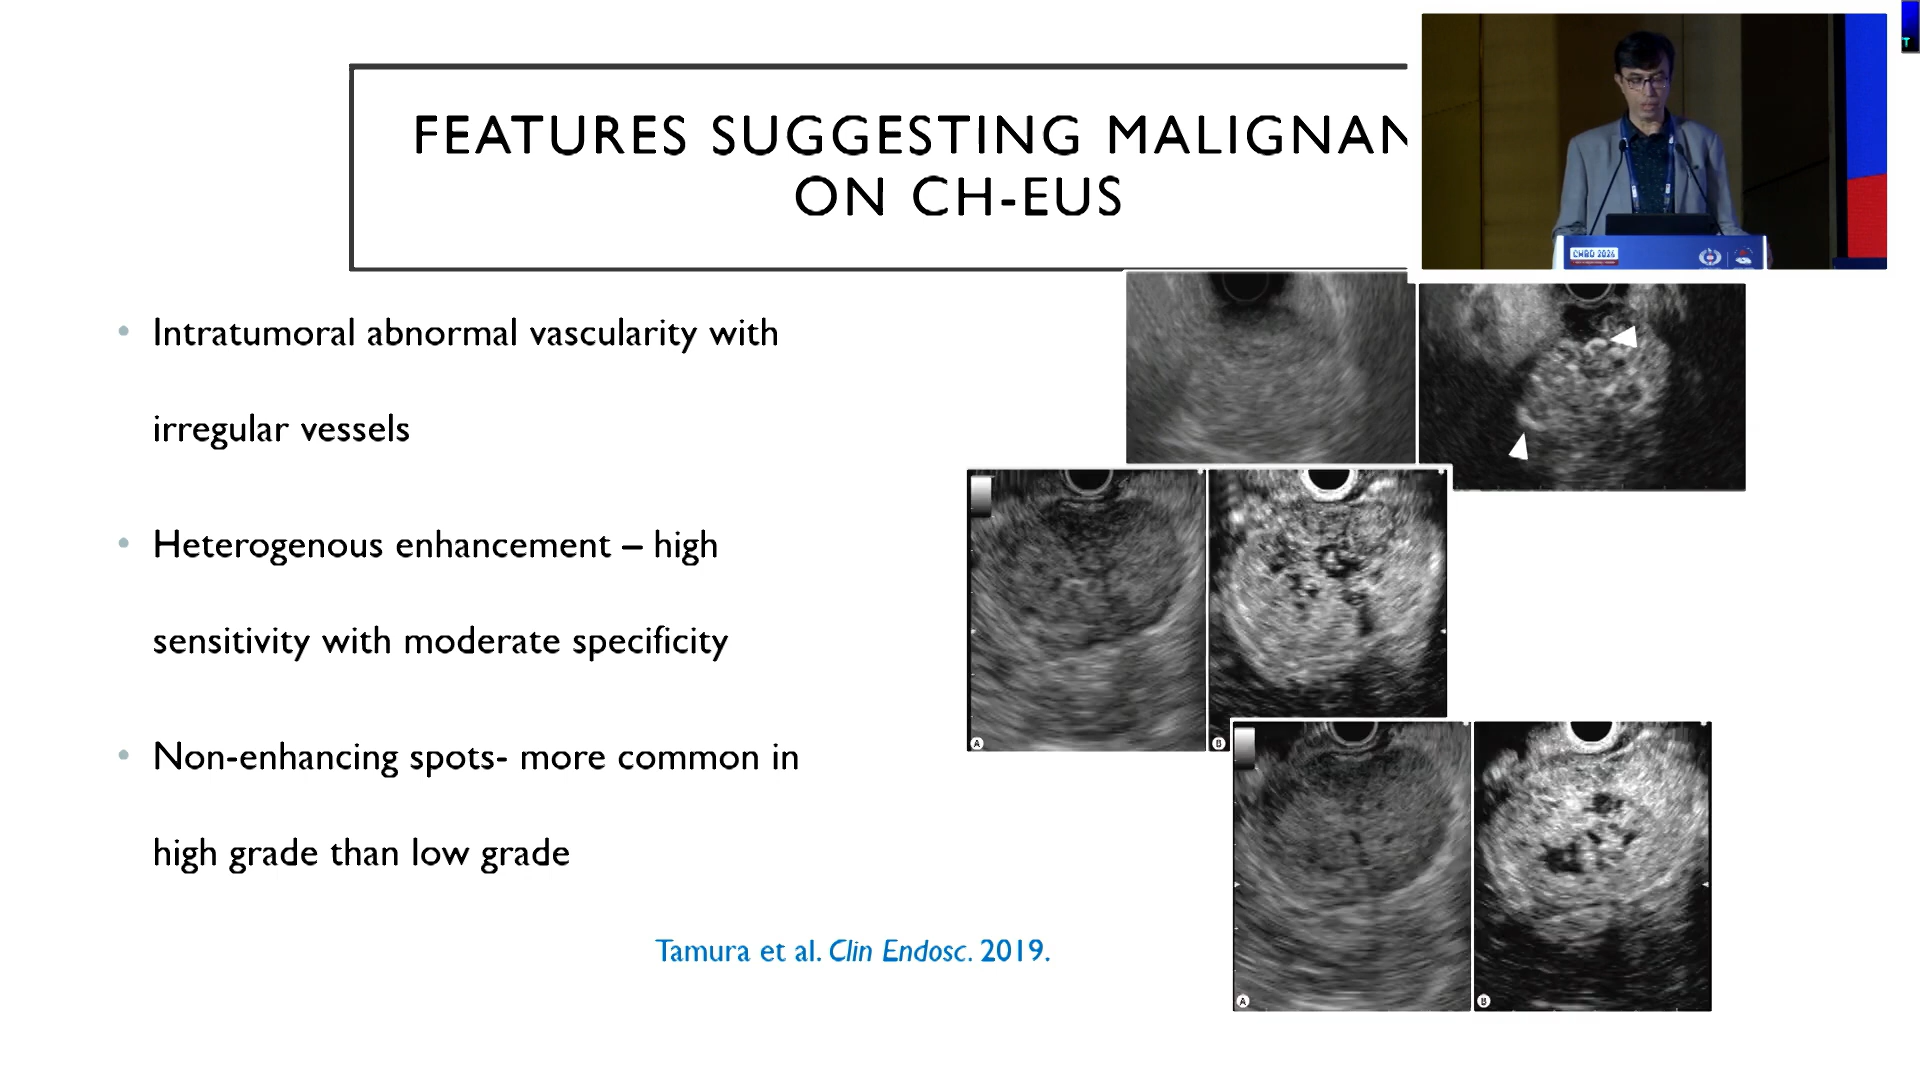 FEATURES SUGGESTING MALIGNAN
ON CH-EUS
Intratumoral abnormal vascularity with
irregular vessels
Heterogenous enhancement – high
sensitivity with moderate specificity
Non-enhancing spots- more common in
high grade than low grade
Tamura et al. Clin Endosc. 2019.
A
B
A
B
T